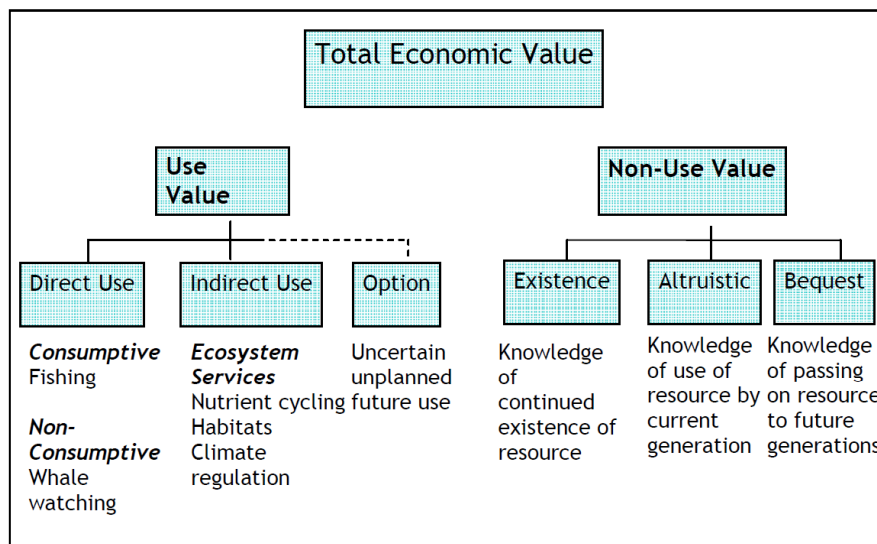 Total Economic Value
Use
Value
Non-Use Value
Direct Use
Indirect Use
Option
Existence
Altruistic
Bequest
Consumptive
Fishing
Non-
Consumptive
Whale
watching
Ecosystem
Services
Nutrient cycling
Habitats
Climate
regulation
Uncertain
unplanned
future use
Knowledge
of
continued
existence of
resource
Knowledge
of use of
resource by
current
generation
Knowledge
of passing
on resource
to future
generations